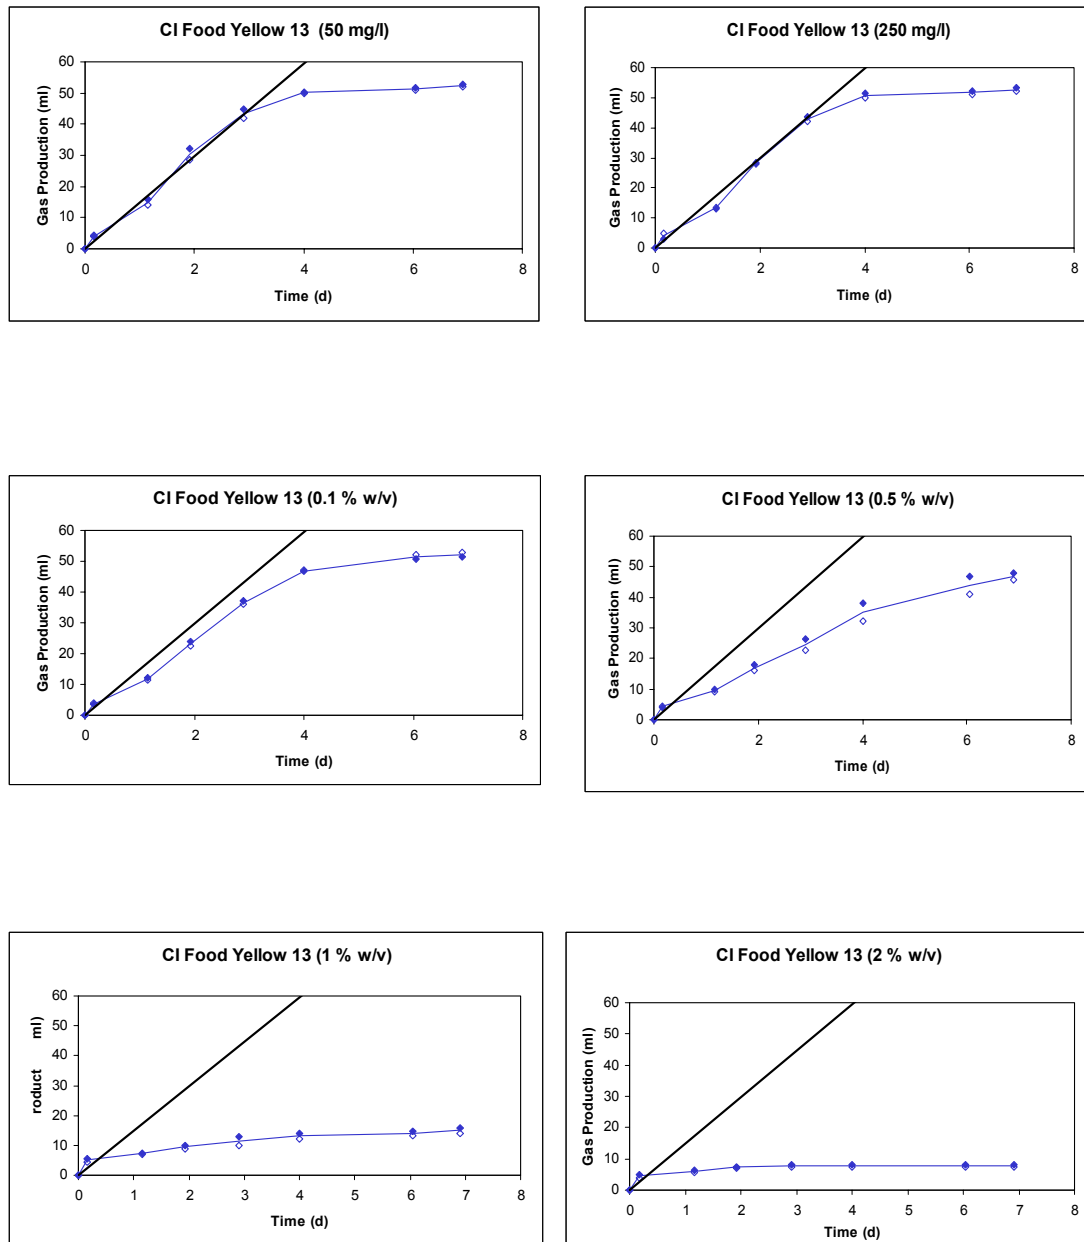 CI Food Yellow 13 (50 mg/l)
60
50
40
30
20
10
0
Gas Production (ml)
0 2 4 6 8
Time (d)
CI Food Yellow 13 (250 mg/l)
60
50
40
30
20
10
0
Gas Production (ml)
0 2 4 6 8
Time (d)
CI Food Yellow 13 (0.1 % w/v)
60
50
40
30
20
10
0
Gas Production (ml)
0 2 4 6 8
Time (d)
CI Food Yellow 13 (0.5 % w/v)
60
50
40
30
20
10
0
Gas Production (ml)
0 2 4 6 8
Time (d)
CI Food Yellow 13 (1 % w/v)
60
50
40
30
20
10
0
roduct ml)
0 1 2 3 4 5 6 7 8
Time (d)
CI Food Yellow 13 (2 % w/v)
60
50
40
30
20
10
0
Gas Production (ml)
0 1 2 3 4 5 6 7 8
Time (d)